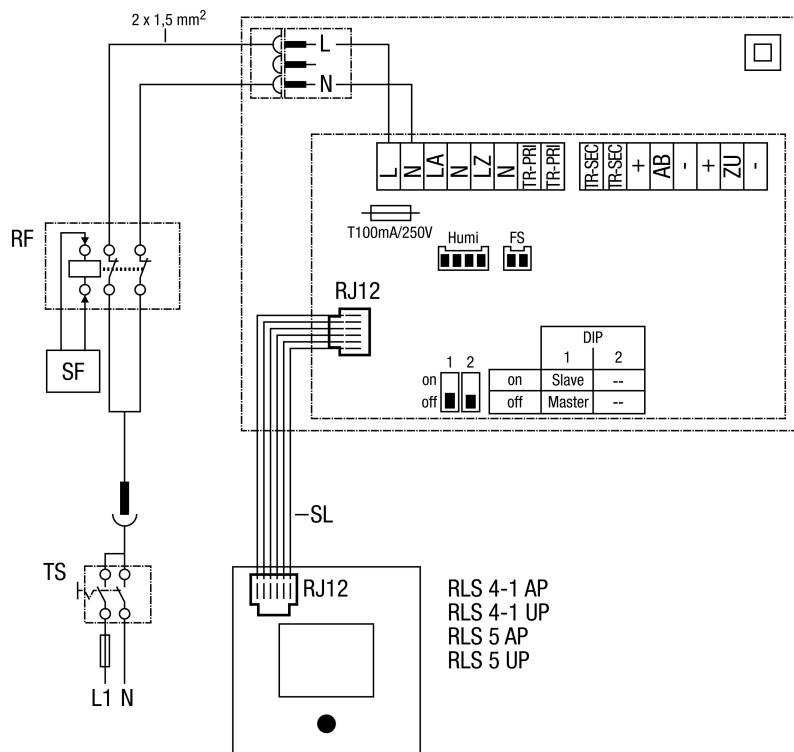 2 x 1,5 mm²
L
N
L N LA N LZ N TR-PRI TR-PRI TR-SEC TR-SEC + AB - + ZU -
T100mA/250V
Humi
FS
RF
RJ12
SF
DIP
1 2
1 2
on
on Slave --
off
off Master --
SL
TS
RJ12
RLS 4-1 AP
RLS 4-1 UP
RLS 5 AP
RLS 5 UP
L1 N